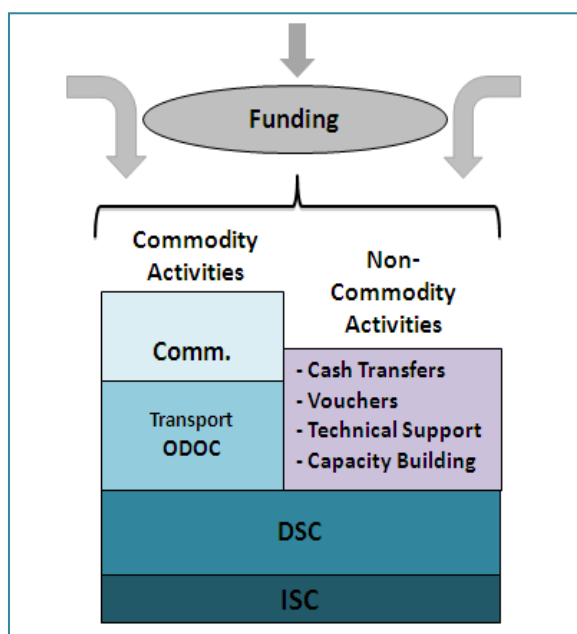 Funding
Commodity
Activities
Non-
Commodity
Activities
Comm.
Transport
ODOC
- Cash Transfers
- Vouchers
- Technical Support
- Capacity Building
DSC
ISC